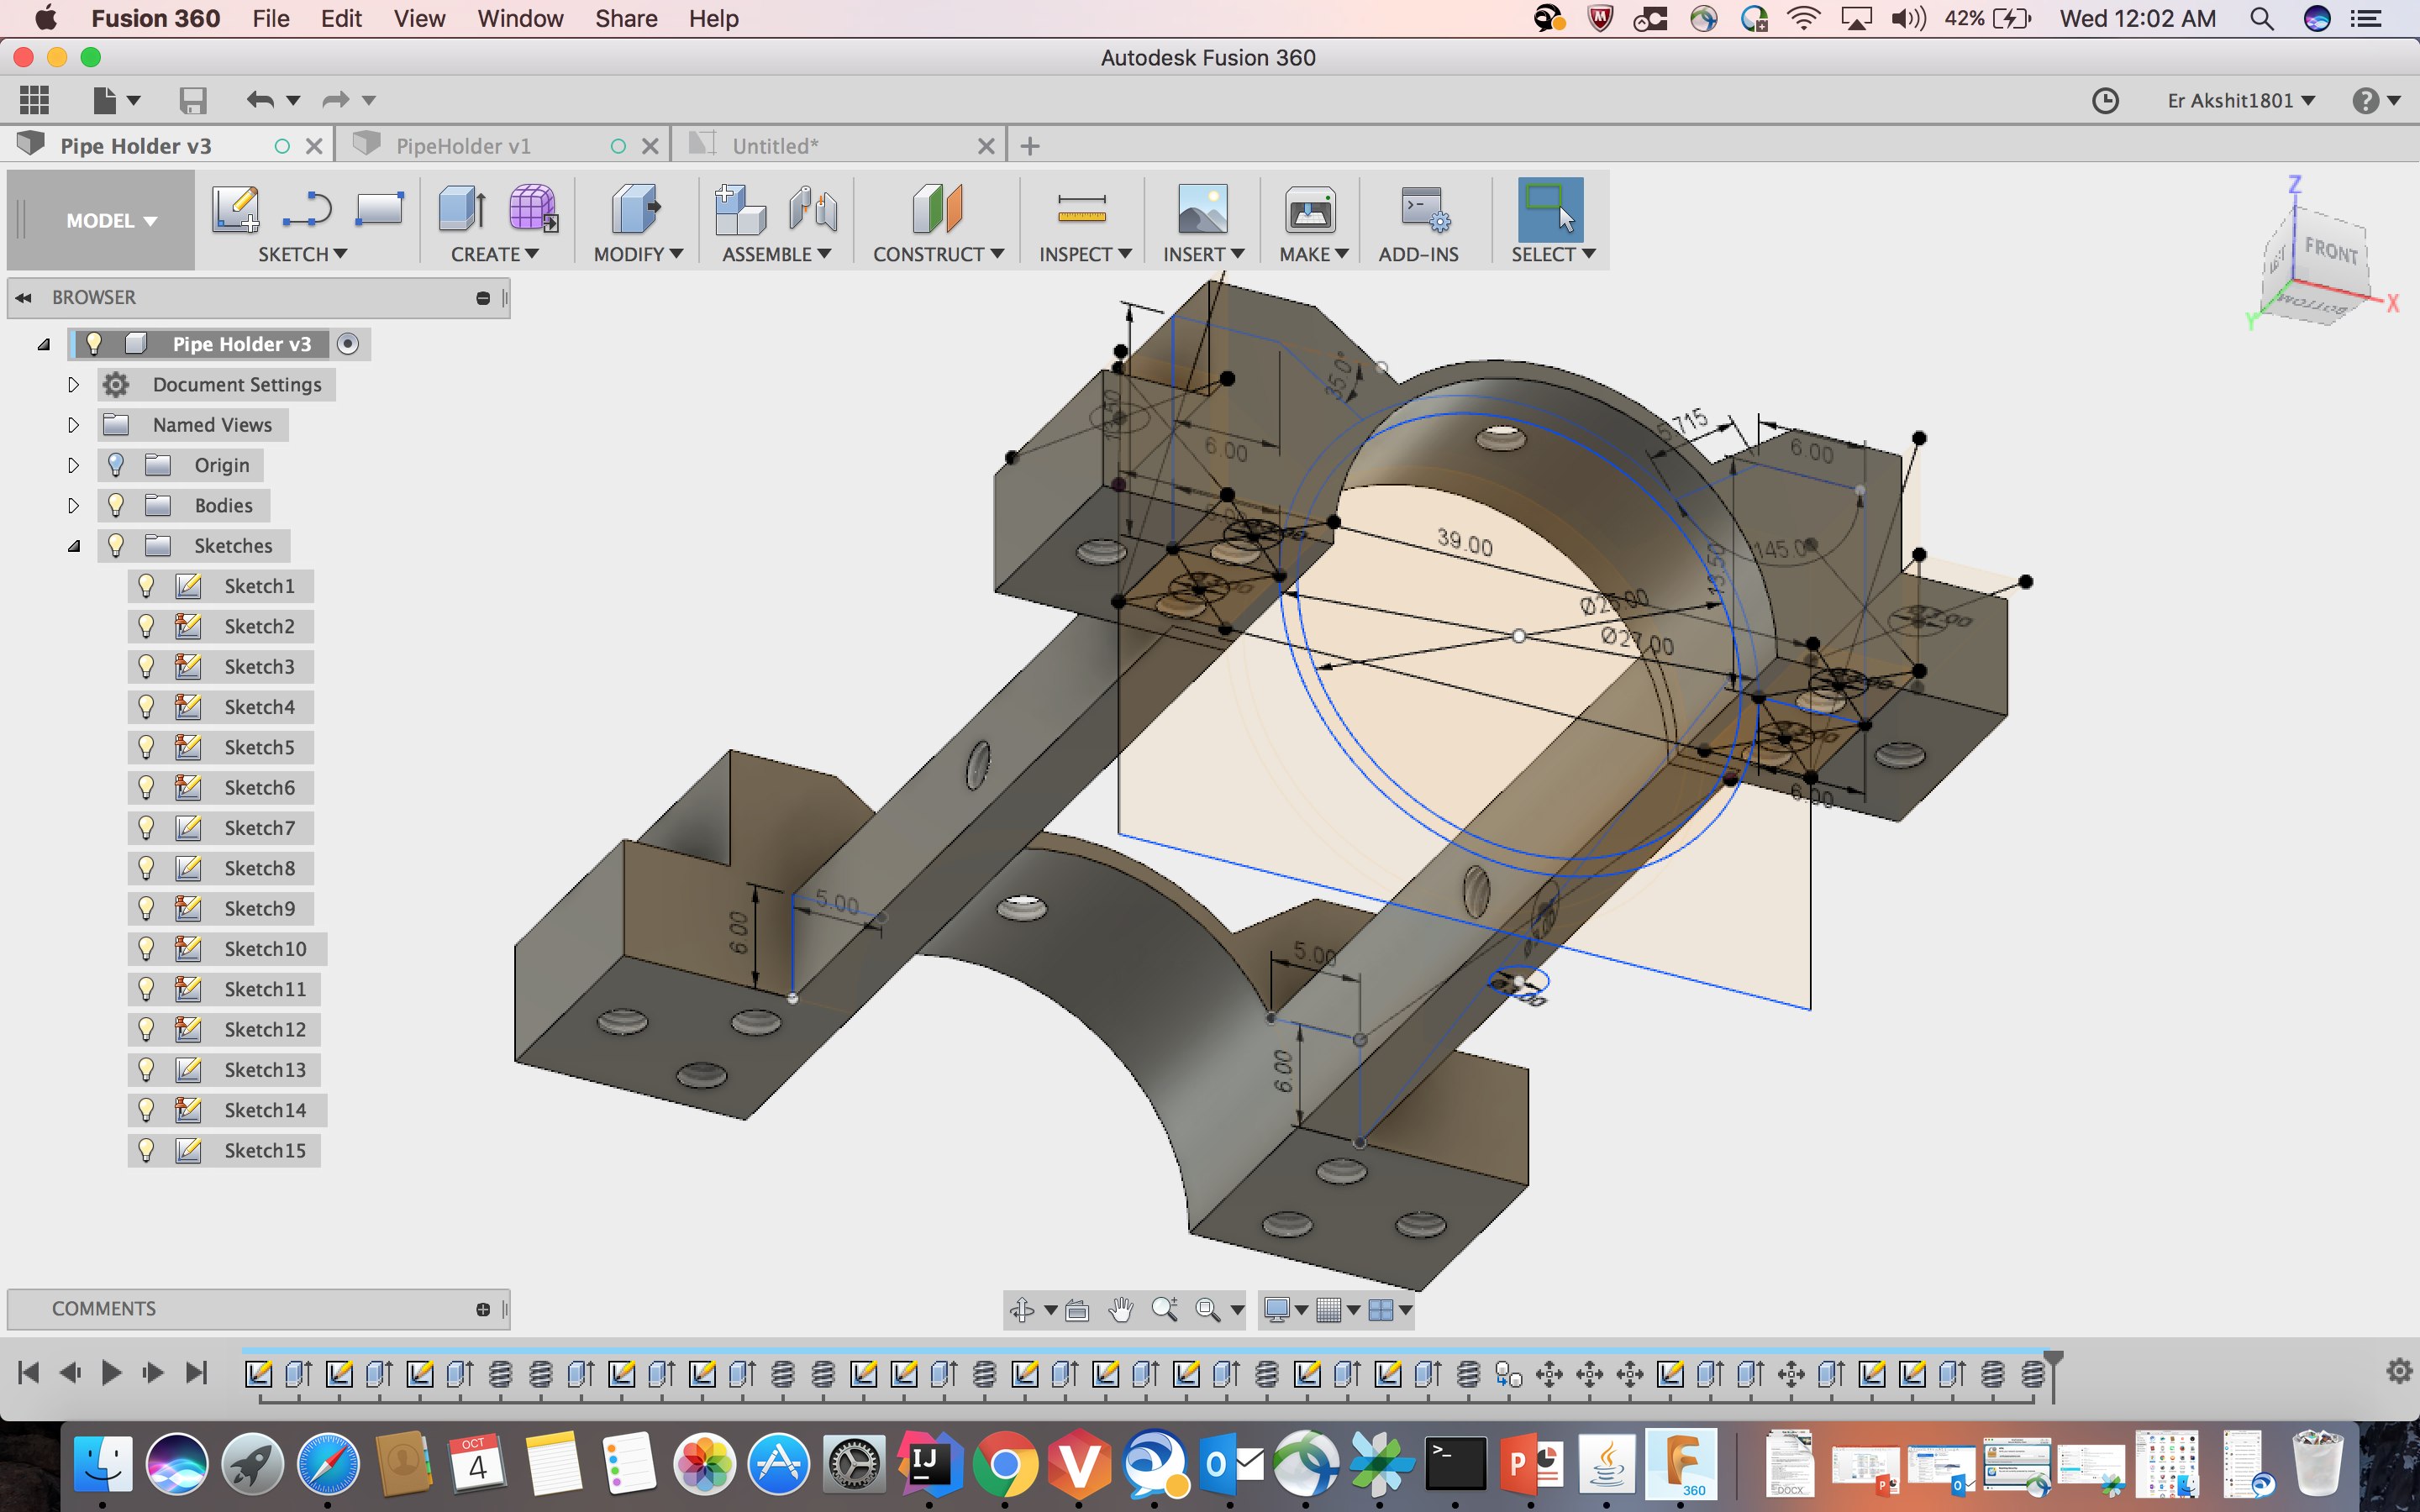 Fusion 360 File Edit View Window Share Help 42% Wed 12:02 AM
Autodesk Fusion 360
Er Akshit1801
Pipe Holder v3 PipeHolder v1 Untitled*
MODEL SKETCH CREATE MODIFY ASSEMBLE CONSTRUCT INSPECT INSERT MAKE ADD-INS SELECT
Z
FRONT
BOTTOM
X
Y
BROWSER
Pipe Holder v3
Document Settings
Named Views
Origin
Bodies
Sketches
Sketch1
Sketch2
Sketch3
Sketch4
Sketch5
Sketch6
Sketch7
Sketch8
Sketch9
Sketch10
Sketch11
Sketch12
Sketch13
Sketch14
Sketch15
35.0°
6.00
5.715
6.00
39.00
145.0
13.50
Ø25.00
Ø27.00
6.00
5.00
6.00
5.00
6.00
COMMENTS
OCT
4
IJ
V
O
>_
P
360
DOCX